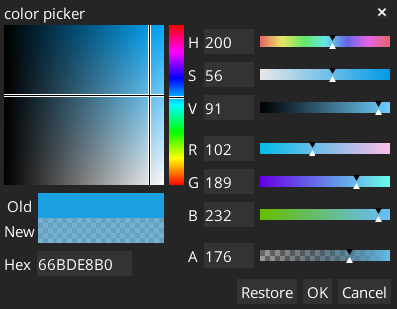 color picker ×
H 200
S 56
V 91
R 102
G 189
B 232
Old
New
A 176
Hex 66BDE8B0
Restore OK Cancel